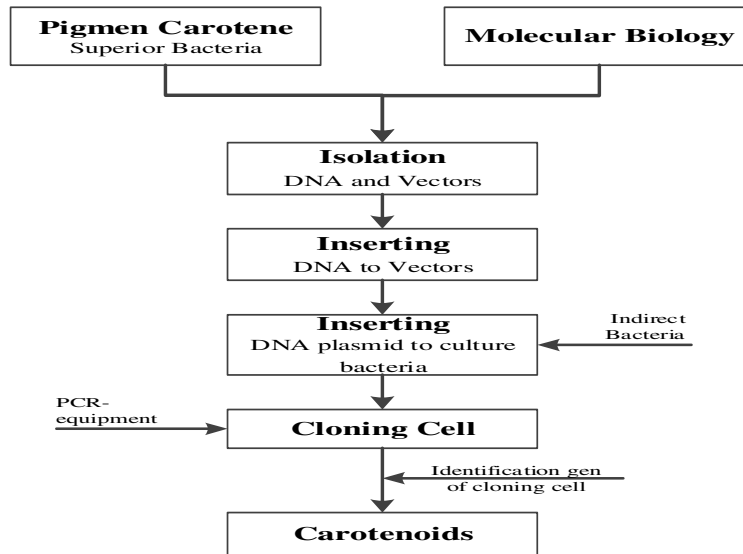 Pigmen Carotene
Superior Bacteria
Molecular Biology
Isolation
DNA and Vectors
Inserting
DNA to Vectors
Inserting
DNA plasmid to culture
bacteria
Indirect
Bacteria
PCR-
equipment
Cloning Cell
Identification gen
of cloning cell
Carotenoids